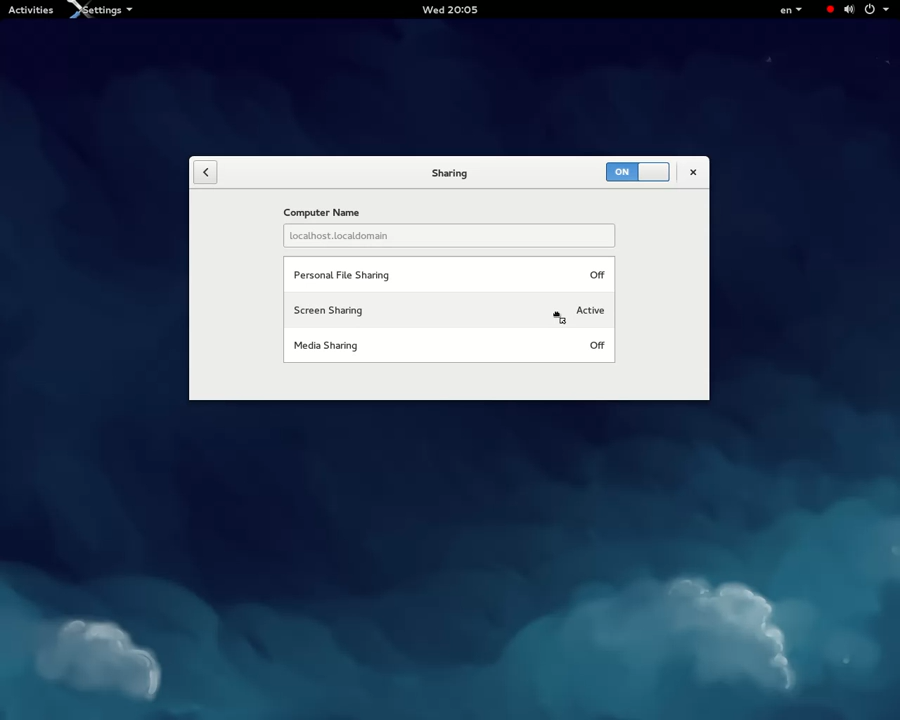 Activities Settings Wed 20:05 en
Sharing ON
Computer Name
localhost.localdomain
Personal File Sharing Off
Screen Sharing Active
Media Sharing Off